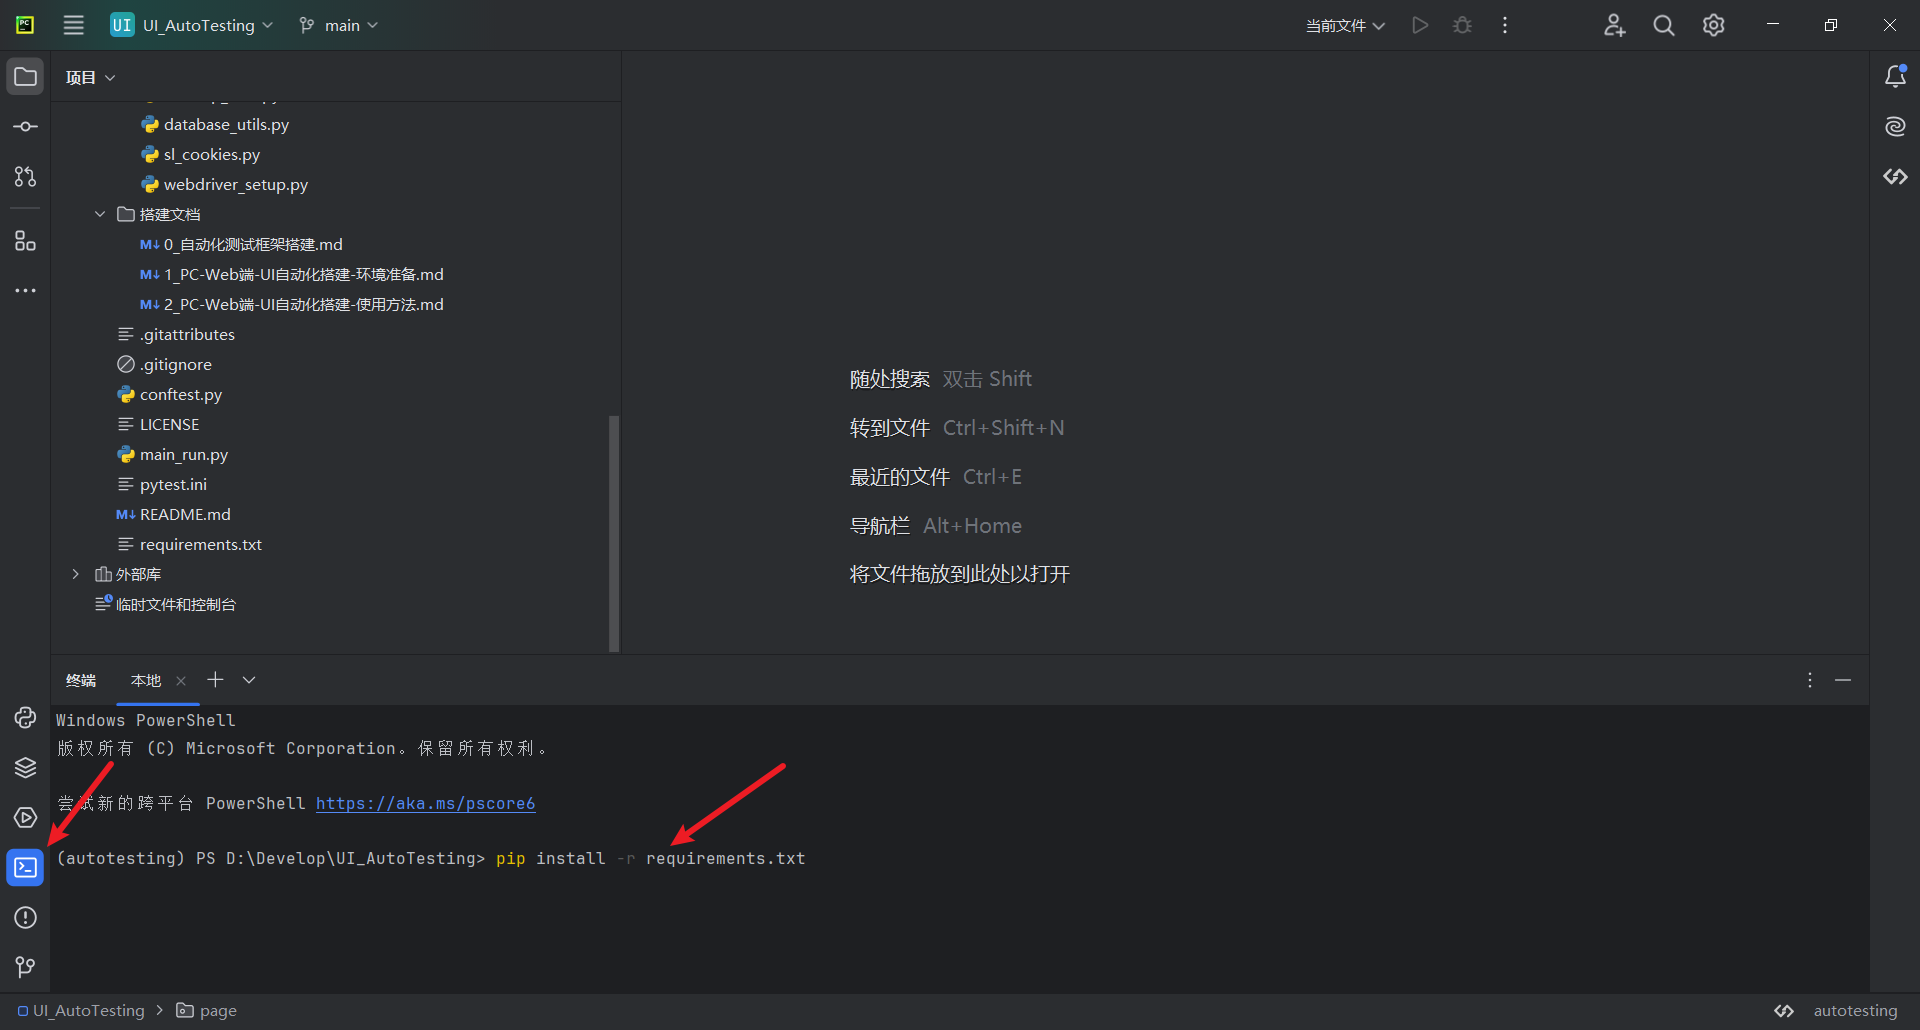 PC
UI UI_AutoTesting main 当前文件
项目
database_utils.py
sl_cookies.py
webdriver_setup.py
搭建文档
M↓ 0_自动化测试框架搭建.md
M↓ 1_PC-Web端-UI自动化搭建-环境准备.md
M↓ 2_PC-Web端-UI自动化搭建-使用方法.md
.gitattributes
.gitignore
conftest.py
LICENSE
main_run.py
pytest.ini
M↓ README.md
requirements.txt
外部库
临时文件和控制台
随处搜索 双击 Shift
转到文件 Ctrl+Shift+N
最近的文件 Ctrl+E
导航栏 Alt+Home
将文件拖放到此处以打开
终端 本地
Windows PowerShell
版权所有 (C) Microsoft Corporation。保留所有权利。
尝试新的跨平台 PowerShell https://aka.ms/pscore6
(autotesting) PS D:\Develop\UI_AutoTesting> pip install -r requirements.txt
UI_AutoTesting page autotesting